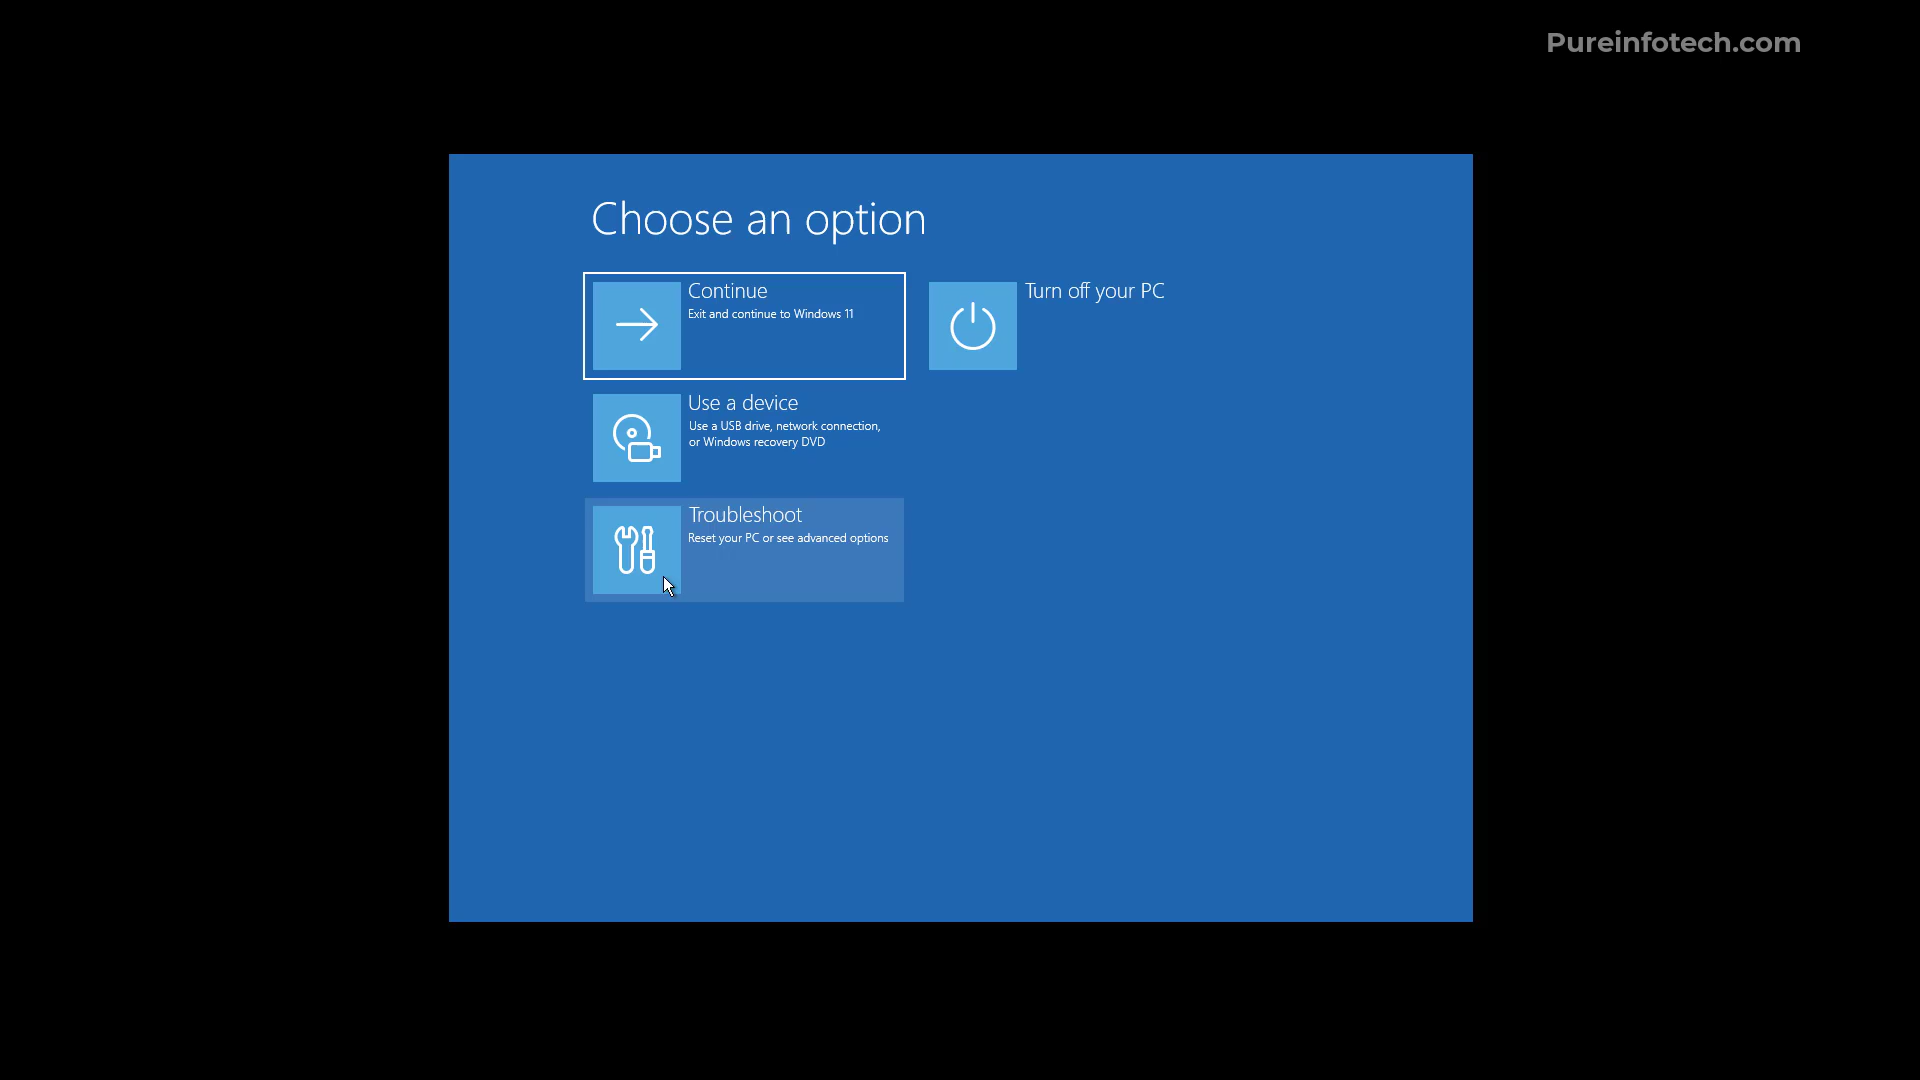 Pureinfotech.com
Choose an option
Continue
Exit and continue to Windows 11
Turn off your PC
Use a device
Use a USB drive, network connection,
or Windows recovery DVD
Troubleshoot
Reset your PC or see advanced options